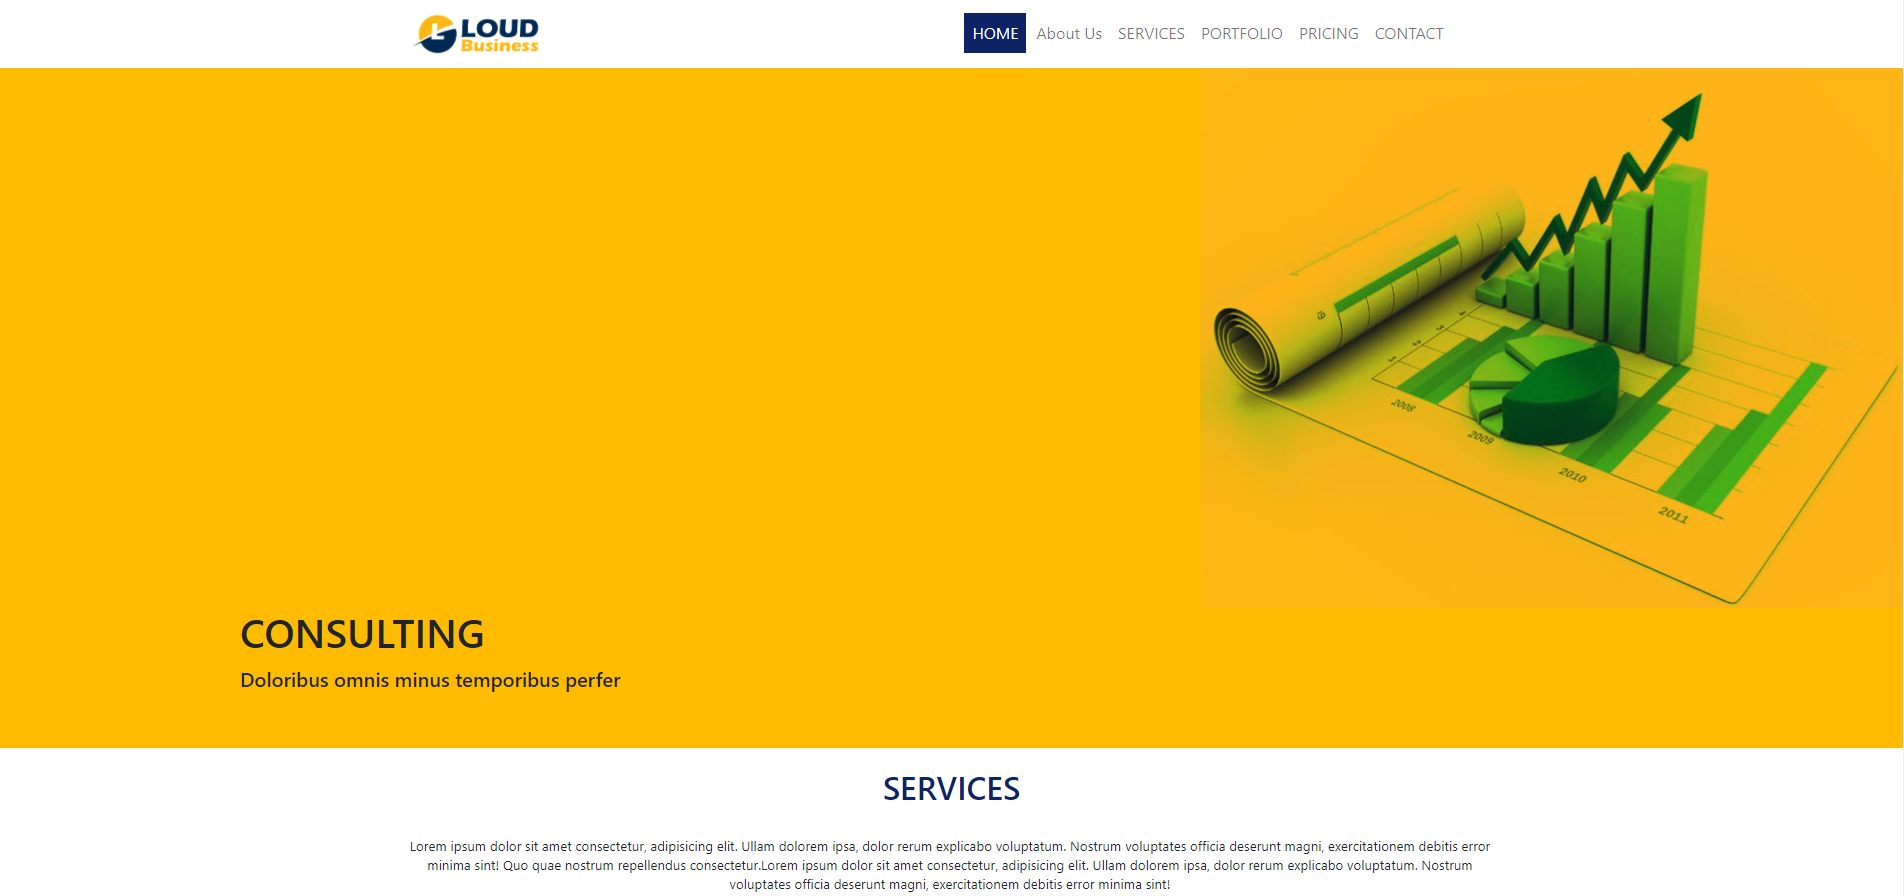 LOUD
Business
HOME About Us SERVICES PORTFOLIO PRICING CONTACT
2008
2009
2010
2011
CONSULTING
Doloribus omnis minus temporibus perfer
SERVICES
Lorem ipsum dolor sit amet consectetur, adipisicing elit. Ullam dolorem ipsa, dolor rerum explicabo voluptatum. Nostrum voluptates officia deserunt magni, exercitationem debitis error
minima sint! Quo quae nostrum repellendus consectetur.Lorem ipsum dolor sit amet consectetur, adipisicing elit. Ullam dolorem ipsa, dolor rerum explicabo voluptatum. Nostrum
voluptates officia deserunt magni, exercitationem debitis error minima sint!